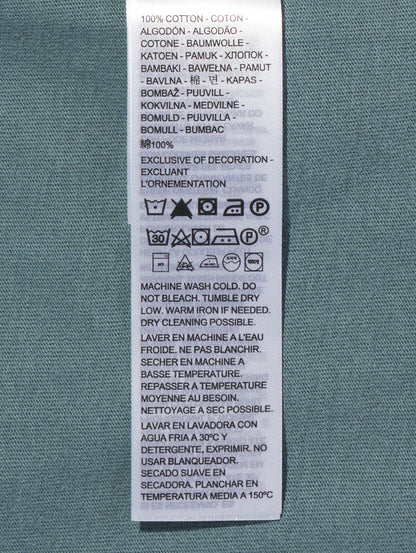 100% COTTON - COTON -
ALGODÓN - ALGODÃO -
COTONE - BAUMWOLLE -
KATOEN - PAMUK - ХЛОПОК -
BAMBAKI - BAWEŁNA - PAMUT
- BAVLNA - 棉 - 면 - KAPAS -
BOMBAŽ - PUUVILL -
KOKVILNA - MEDVILNĖ -
BOMULD - PUUVILLA -
BOMULL - BUMBAC
綿100%
EXCLUSIVE OF DECORATION -
EXCLUANT
L'ORNEMENTATION
P
30 P®
MACHINE WASH COLD. DO
NOT BLEACH. TUMBLE DRY
LOW. WARM IRON IF NEEDED.
DRY CLEANING POSSIBLE.
LAVER EN MACHINE A L'EAU
FROIDE. NE PAS BLANCHIR.
SECHER EN MACHINE A
BASSE TEMPERATURE.
REPASSER A TEMPERATURE
MOYENNE AU BESOIN.
NETTOYAGE A SEC POSSIBLE.
LAVAR EN LAVADORA CON
AGUA FRIA A 30ºC Y
DETERGENTE, EXPRIMIR. NO
USAR BLANQUEADOR.
SECADO SUAVE EN
SECADORA. PLANCHAR EN
TEMPERATURA MEDIA A 150ºC